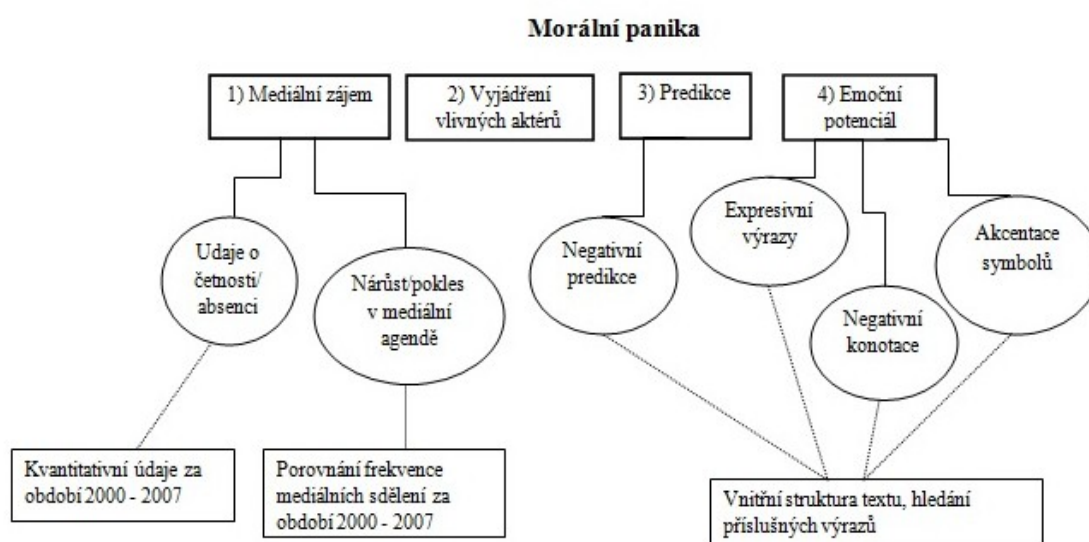 Morální panika
1) Mediální zájem
2) Vyjádření
vlivných aktérů
3) Predikce
4) Emoční
potenciál
Udaje o
četnosti/
absenci
Nárůst/pokles
v mediální
agendě
Negativní
predikce
Expresivní
výrazy
Negativní
konotace
Akcentace
symbolů
Kvantitativní údaje za
období 2000 - 2007
Porovnání frekvence
mediálních sdělení za
období 2000 - 2007
Vnitřní struktura textu, hledání
příslušných výrazů